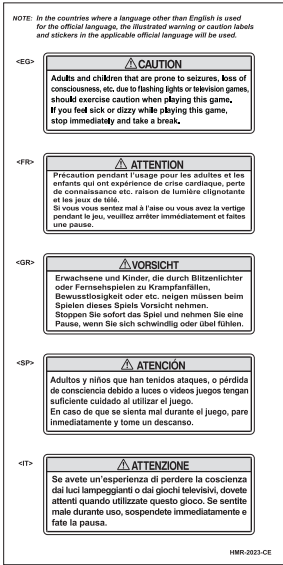 NOTE: In the countries where a language other than English is used
for the official language, the illustrated warning or caution labels
and stickers in the applicable official language will be used.
<EG>
⚠CAUTION
Adults and children that are prone to seizures, loss of
consciousness, etc. due to flashing lights or television games,
should exercise caution when playing this game.
If you feel sick or dizzy while playing this game,
stop immediately and take a break.
<FR>
⚠ ATTENTION
Précaution pendant l'usage pour les adultes et les
enfants qui ont expérience de crise cardiaque, perte
de connaissance etc. raison de lumière clignotante
et les jeux de télé.
Si vous vous sentez mal à l'aise ou vous avez la vertige
pendant le jeu, veuillez arrêter immédiatement et faites
une pause.
<GR>
⚠VORSICHT
Erwachsene und Kinder, die durch Blitzenlichter
oder Fernsehspielen zu Krampfanfällen,
Bewustlosigkeit oder etc. neigen müssen beim
Spielen dieses Spiels Vorsicht nehmen.
Stoppen Sie sofort das Spiel und nehmen Sie eine
Pause, wenn Sie sich schwindlig oder übel fühlen.
<SP>
⚠ ATENCIÓN
Adultos y niños que han tenidos ataques, o pérdida
de consciencia debido a luces o videos juegos tengan
suficiente cuidado al utilizar el juego.
En caso de que se sienta mal durante el juego, pare
inmediatamente y tome un descanso.
<IT>
⚠ ATTENZIONE
Se avete un'esperienza di perdere la coscienza
dai luci lampeggianti o dai giochi televisivi, dovete
attenti quando utilizzate questo gioco. Se sentite
male durante uso, sospendete immediatamente e
fate la pausa.
HMR-2023-CE